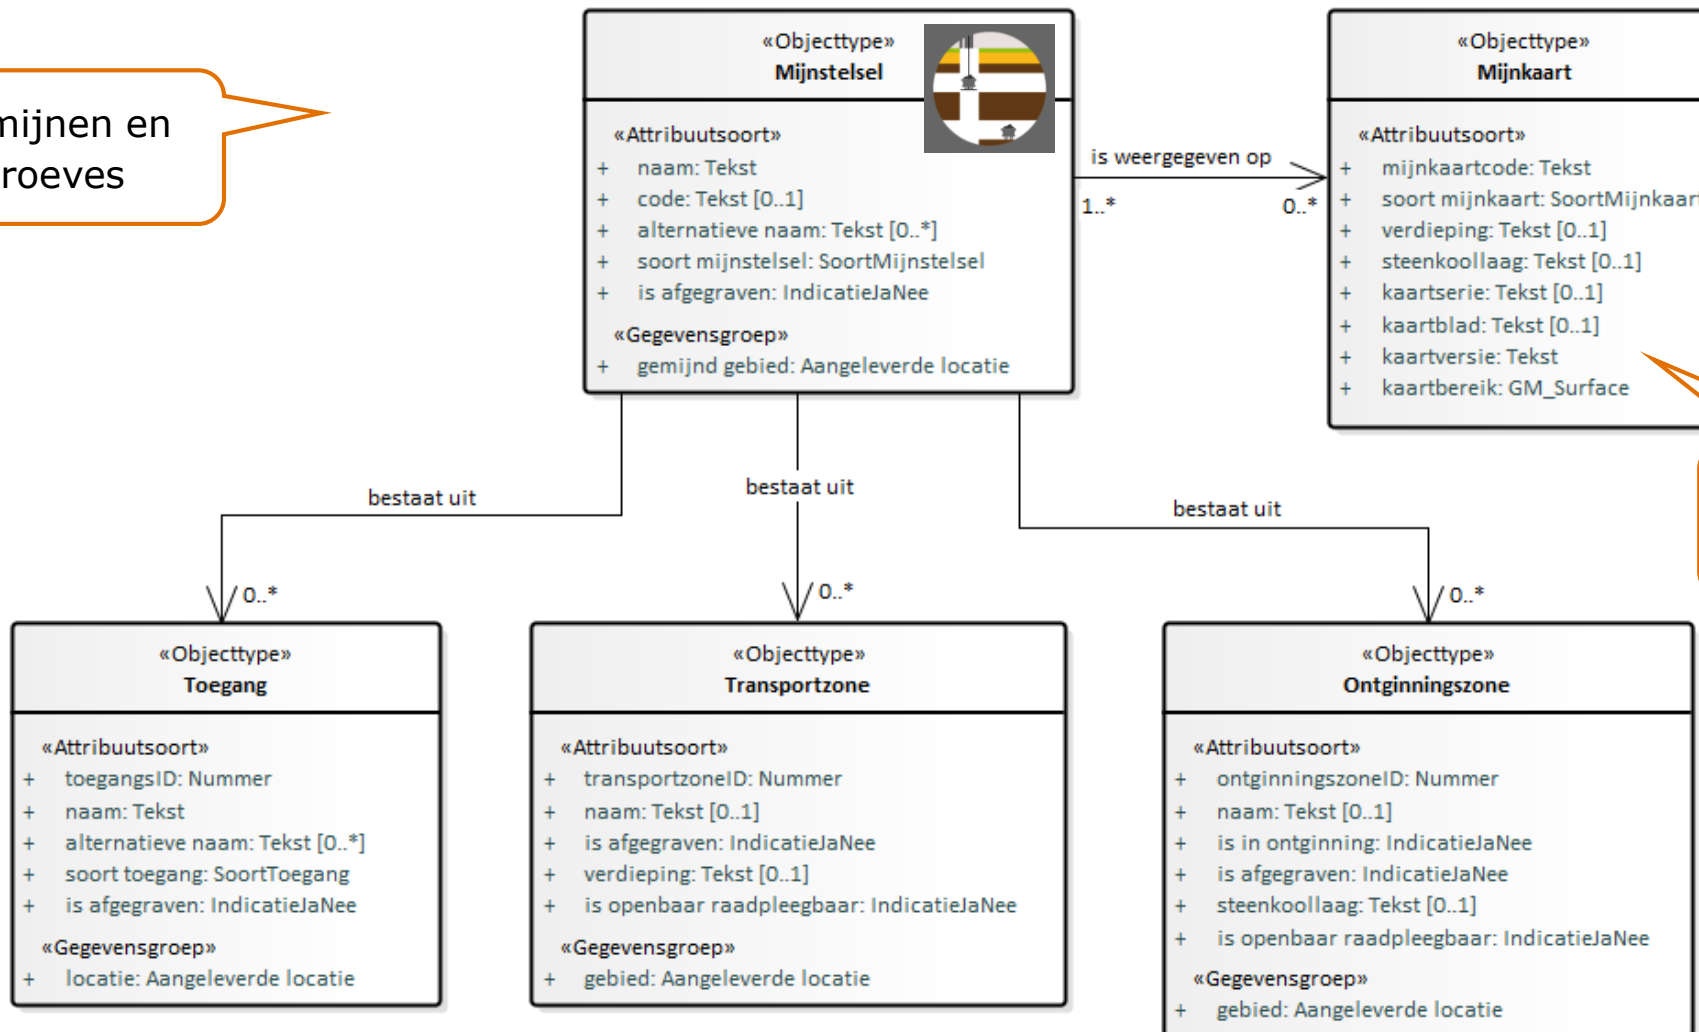 mijnen en
roeves
«Objecttype»
Mijnstelsel
«Attribuutsoort»
+ naam: Tekst
+ code: Tekst [0..1]
+ alternatieve naam: Tekst [0..*]
+ soort mijnstelsel: SoortMijnstelsel
+ is afgegraven: IndicatieJaNee
«Gegevensgroep»
+ gemijnd gebied: Aangeleverde locatie
is weergegeven op
1..*
0..*
«Objecttype»
Mijnkaart
«Attribuutsoort»
+ mijnkaartcode: Tekst
+ soort mijnkaart: SoortMijnkaart
+ verdieping: Tekst [0..1]
+ steenkoollaag: Tekst [0..1]
+ kaartserie: Tekst [0..1]
+ kaartblad: Tekst [0..1]
+ kaartversie: Tekst
+ kaartbereik: GM_Surface
bestaat uit
bestaat uit
bestaat uit
0..*
0..*
0..*
«Objecttype»
Toegang
«Attribuutsoort»
+ toegangsID: Nummer
+ naam: Tekst
+ alternatieve naam: Tekst [0..*]
+ soort toegang: SoortToegang
+ is afgegraven: IndicatieJaNee
«Gegevensgroep»
+ locatie: Aangeleverde locatie
«Objecttype»
Transportzone
«Attribuutsoort»
+ transportzoneID: Nummer
+ naam: Tekst [0..1]
+ is afgegraven: IndicatieJaNee
+ verdieping: Tekst [0..1]
+ is openbaar raadpleegbaar: IndicatieJaNee
«Gegevensgroep»
+ gebied: Aangeleverde locatie
«Objecttype»
Ontginningszone
«Attribuutsoort»
+ ontginningszoneID: Nummer
+ naam: Tekst [0..1]
+ is in ontginning: IndicatieJaNee
+ is afgegraven: IndicatieJaNee
+ steenkoollaag: Tekst [0..1]
+ is openbaar raadpleegbaar: IndicatieJaNee
«Gegevensgroep»
+ gebied: Aangeleverde locatie